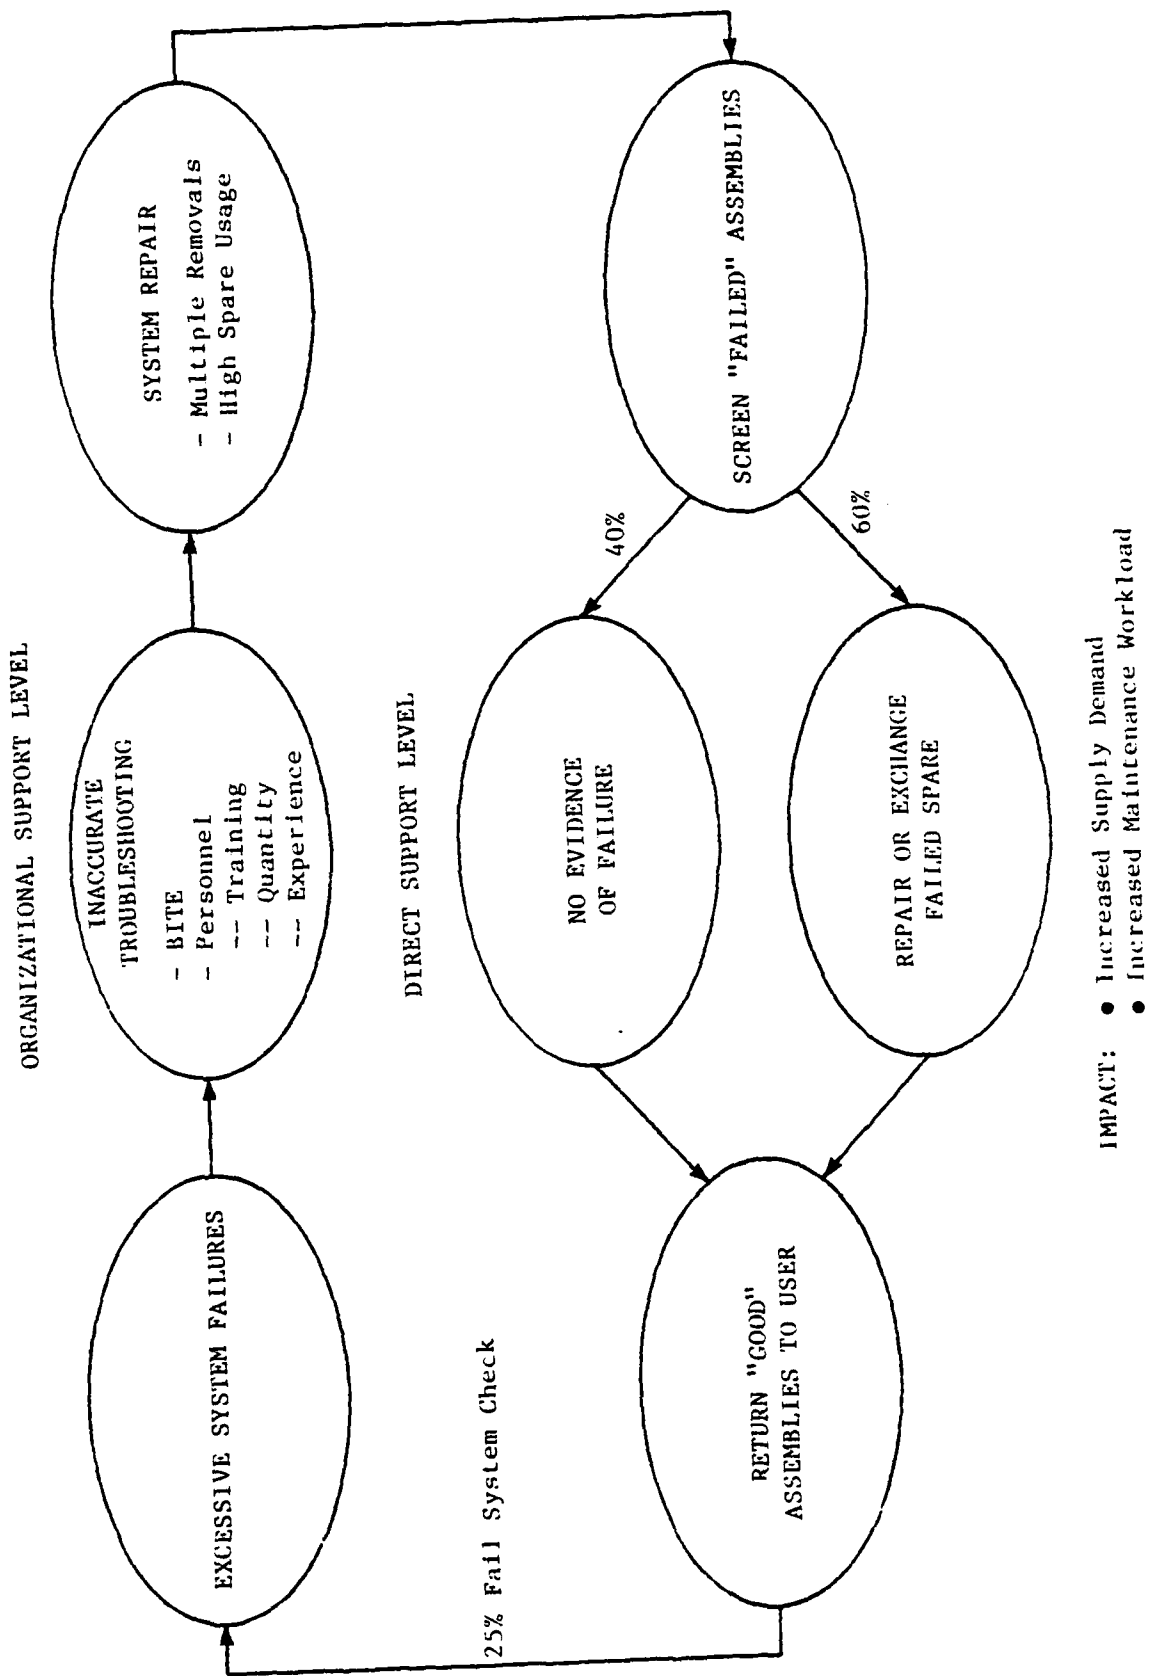 ORGANIZATIONAL SUPPORT LEVEL
EXCESSIVE SYSTEM FAILURES
INACCURATE
TROUBLESHOOTING
- BITE
- Personnel
-- Training
-- Quantity
-- Experience
SYSTEM REPAIR
- Multiple Removals
- High Spare Usage
DIRECT SUPPORT LEVEL
25% Fail System Check
RETURN "GOOD"
ASSEMBLIES TO USER
NO EVIDENCE
OF FAILURE
REPAIR OR EXCHANGE
FAILED SPARE
40%
60%
SCREEN "FAILED" ASSEMBLIES
IMPACT: ● Increased Supply Demand
● Increased Maintenance Workload